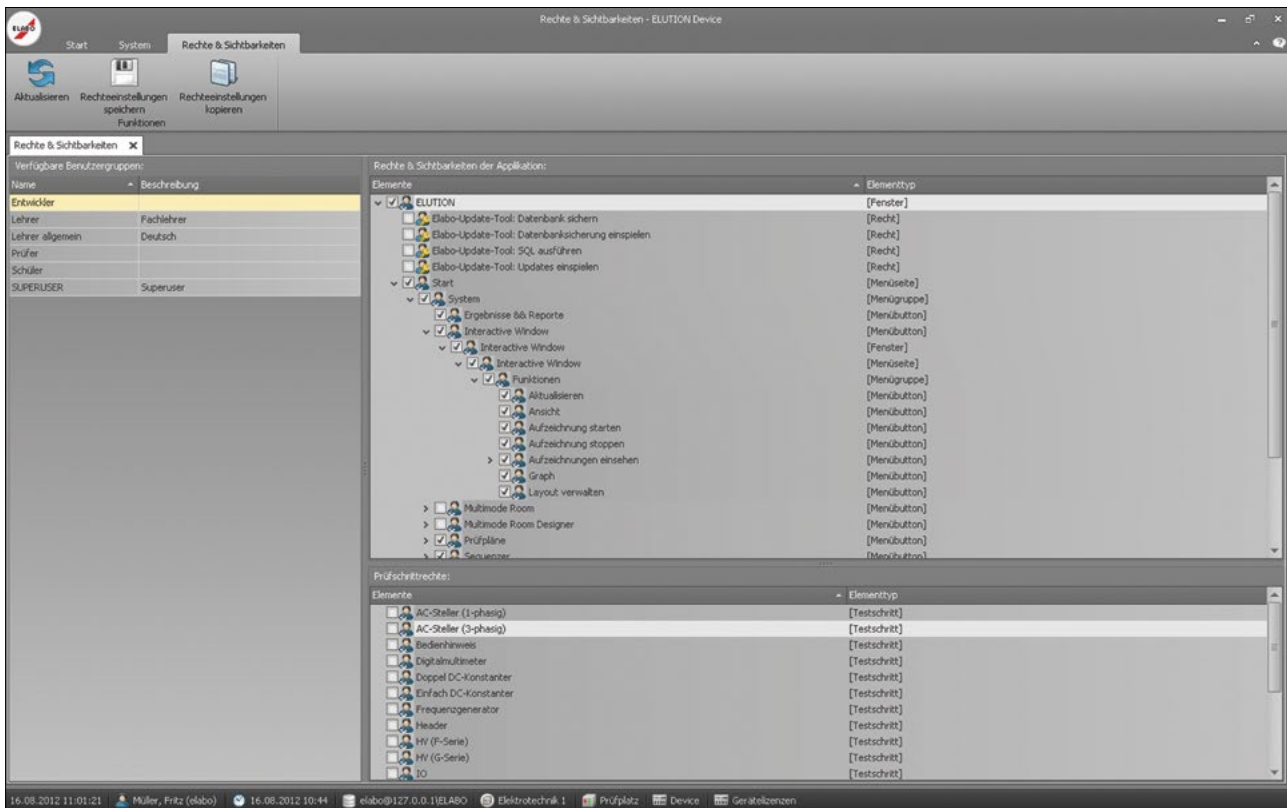 Rechte & Sichtbarkeiten - ELUTION Device
ELABO
Start System Rechte & Sichtbarkeiten
Aktualisieren Rechteeinstellungen speichern Rechteeinstellungen kopieren
Funktionen
Rechte & Sichtbarkeiten
Verfügbare Benutzergruppen:
Name Beschreibung
Entwickler
Lehrer Fachlehrer
Lehrer allgemein Deutsch
Prüfer
Schüler
SUPERUSER Superuser
Rechte & Sichtbarkeiten der Applikation:
Elemente Elementtyp
ELUTION [Fenster]
Elabo-Update-Tool: Datenbank sichern [Recht]
Elabo-Update-Tool: Datenbanksicherung einspielen [Recht]
Elabo-Update-Tool: SQL ausführen [Recht]
Elabo-Update-Tool: Updates einspielen [Recht]
Start [Menüseite]
System [Menügruppe]
Ergebnisse && Reporte [Menübutton]
Interactive Window [Menübutton]
Interactive Window [Fenster]
Interactive Window [Menüseite]
Funktionen [Menügruppe]
Aktualisieren [Menübutton]
Ansicht [Menübutton]
Aufzeichnung starten [Menübutton]
Aufzeichnung stoppen [Menübutton]
Aufzeichnungen einsehen [Menübutton]
Graph [Menübutton]
Layout verwalten [Menübutton]
Multimode Room [Menübutton]
Multimode Room Designer [Menübutton]
Prüfpläne [Menübutton]
Sequenzer [Menübutton]
Prüfschrittrechte:
Elemente Elementtyp
AC-Steller (1-phasig) [Testschritt]
AC-Steller (3-phasig) [Testschritt]
Bedienhinweis [Testschritt]
Digitalmultimeter [Testschritt]
Doppel DC-Konstanter [Testschritt]
Einfach DC-Konstanter [Testschritt]
Frequenzgenerator [Testschritt]
Header [Testschritt]
HV (F-Serie) [Testschritt]
HV (G-Serie) [Testschritt]
IO [Testschritt]
16.08.2012 11:01:21 Müller, Fritz (elabo) 16.08.2012 10:44 elabo@127.0.0.1\ELABO Elektrotechnik 1 Prüfplatz Device Gerätelizenzen